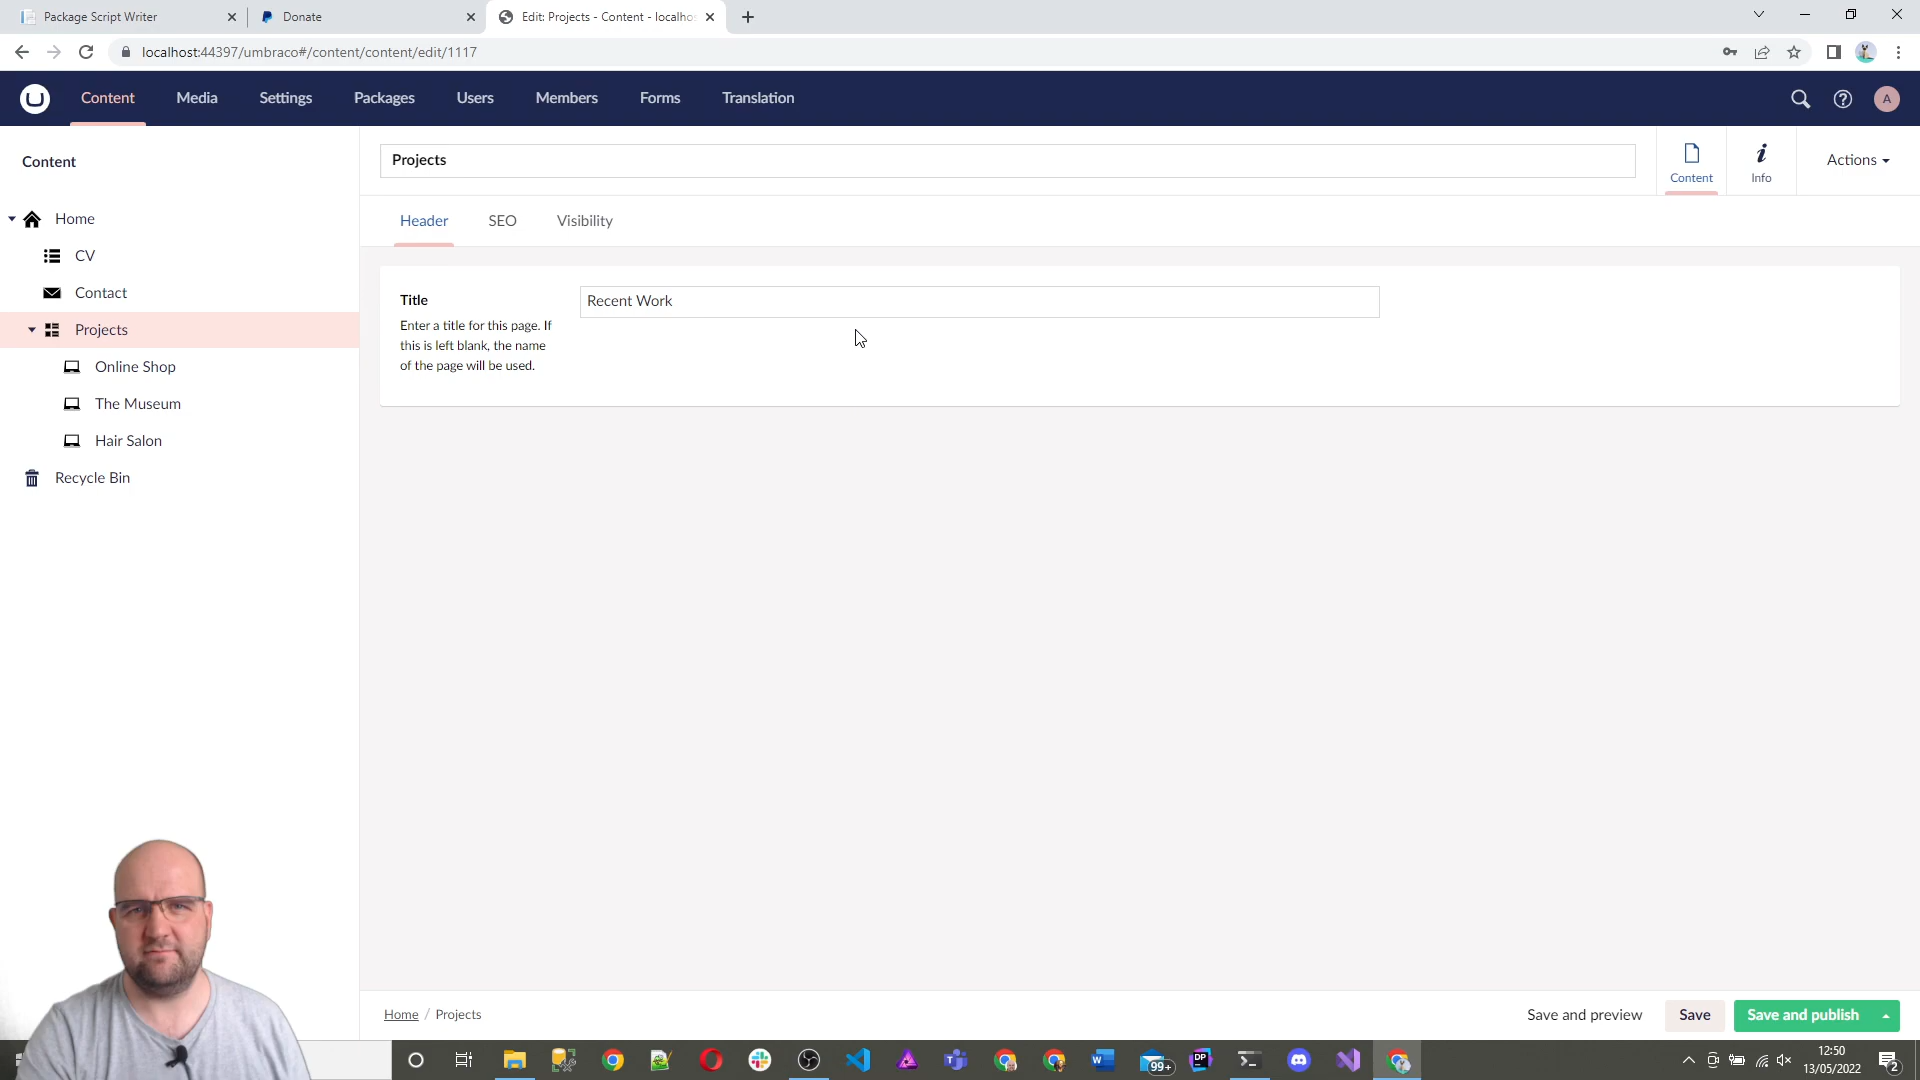 Package Script Writer
Donate
Edit: Projects - Content - localho
localhost:44397/umbraco#/content/content/edit/1117
Content
Media
Settings
Packages
Users
Members
Forms
Translation
A
Content
Home
CV
Contact
Projects
Online Shop
The Museum
Hair Salon
Recycle Bin
Projects
Content
Info
Actions
Header
SEO
Visibility
Title
Enter a title for this page. If
this is left blank, the name
of the page will be used.
Recent Work
Home / Projects
Save and preview
Save
Save and publish
99+
DP
12:50
13/05/2022
2